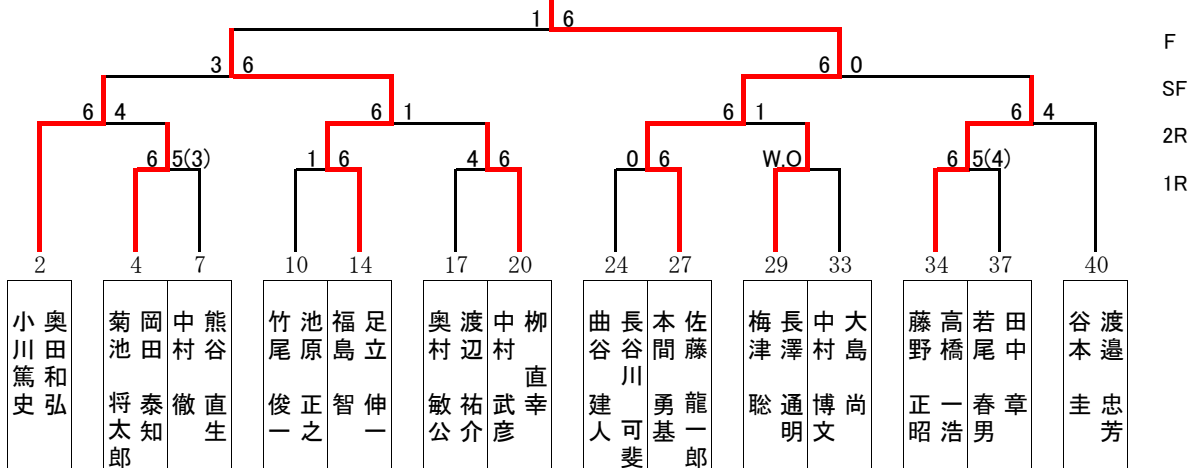 1 6
F
3 6
6 0
SF
6 4
6 1
6 1
6 4
2R
6 5(3)
1 6
4 6
0 6
W.O
6 5(4)
1R
2
4
7
10
14
17
20
24
27
29
33
34
37
40
奥田和弘
小川篤史
岡田 泰知
菊池 将太郎
熊谷 直生
中村 徹
池原 正之
竹尾 俊一
足立 伸一
福島 智
渡辺 祐介
奥村 敏公
栁 直幸
中村 武彦
長谷川 可斐
曲谷 建人
佐藤 龍一郎
本間 勇基
長澤 通明
梅津 聡
大島 尚
中村 博文
高橋 一浩
藤野 正昭
田中 章
若尾 春男
渡邉 忠芳
谷本 圭